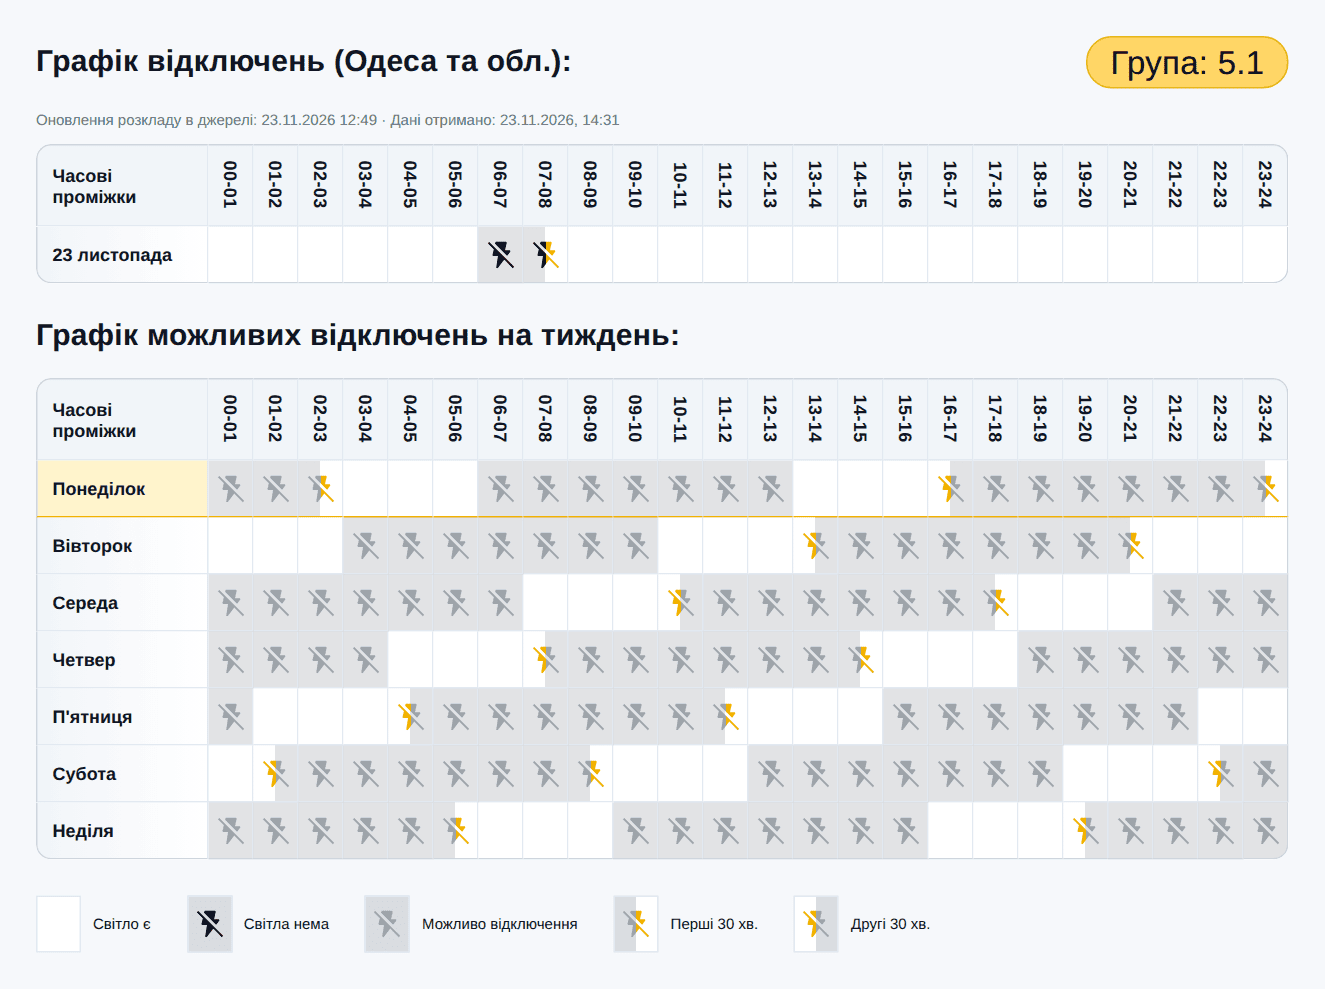 Графік відключень (Одеса та обл.):
Група: 5.1
Оновлення розкладу в джерелі: 23.11.2026 12:49 · Дані отримано: 23.11.2026, 14:31
Часові проміжки 00-01 01-02 02-03 03-04 04-05 05-06 06-07 07-08 08-09 09-10 10-11 11-12 12-13 13-14 14-15 15-16 16-17 17-18 18-19 19-20 20-21 21-22 22-23 23-24
23 листопада
Графік можливих відключень на тиждень:
Часові проміжки 00-01 01-02 02-03 03-04 04-05 05-06 06-07 07-08 08-09 09-10 10-11 11-12 12-13 13-14 14-15 15-16 16-17 17-18 18-19 19-20 20-21 21-22 22-23 23-24
Понеділок
Вівторок
Середа
Четвер
П'ятниця
Субота
Неділя
Світло є Світла нема Можливо відключення Перші 30 хв. Другі 30 хв.